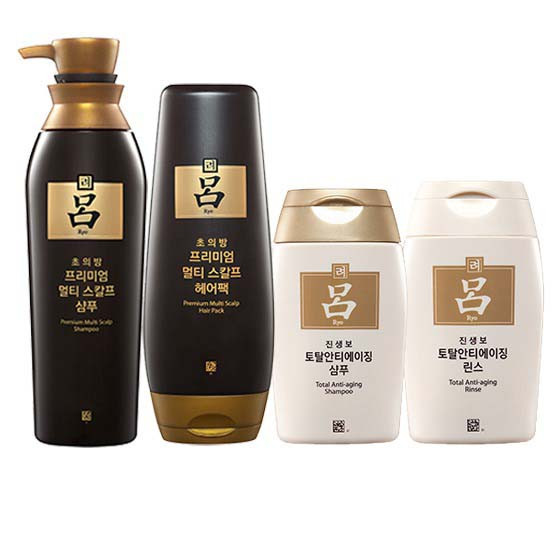 려
呂
Ryo
초의방
프리미엄
멀티 스칼프
샴푸
Premium Multi Scalp
Shampoo
려
呂
Ryo
초의방
프리미엄
멀티 스칼프
헤어팩
Premium Multi Scalp
Hair Pack
려
呂
Ryo
진생보
토탈안티에이징
샴푸
Total Anti-aging
Shampoo
려
呂
Ryo
진생보
토탈안티에이징
린스
Total Anti-aging
Rinse